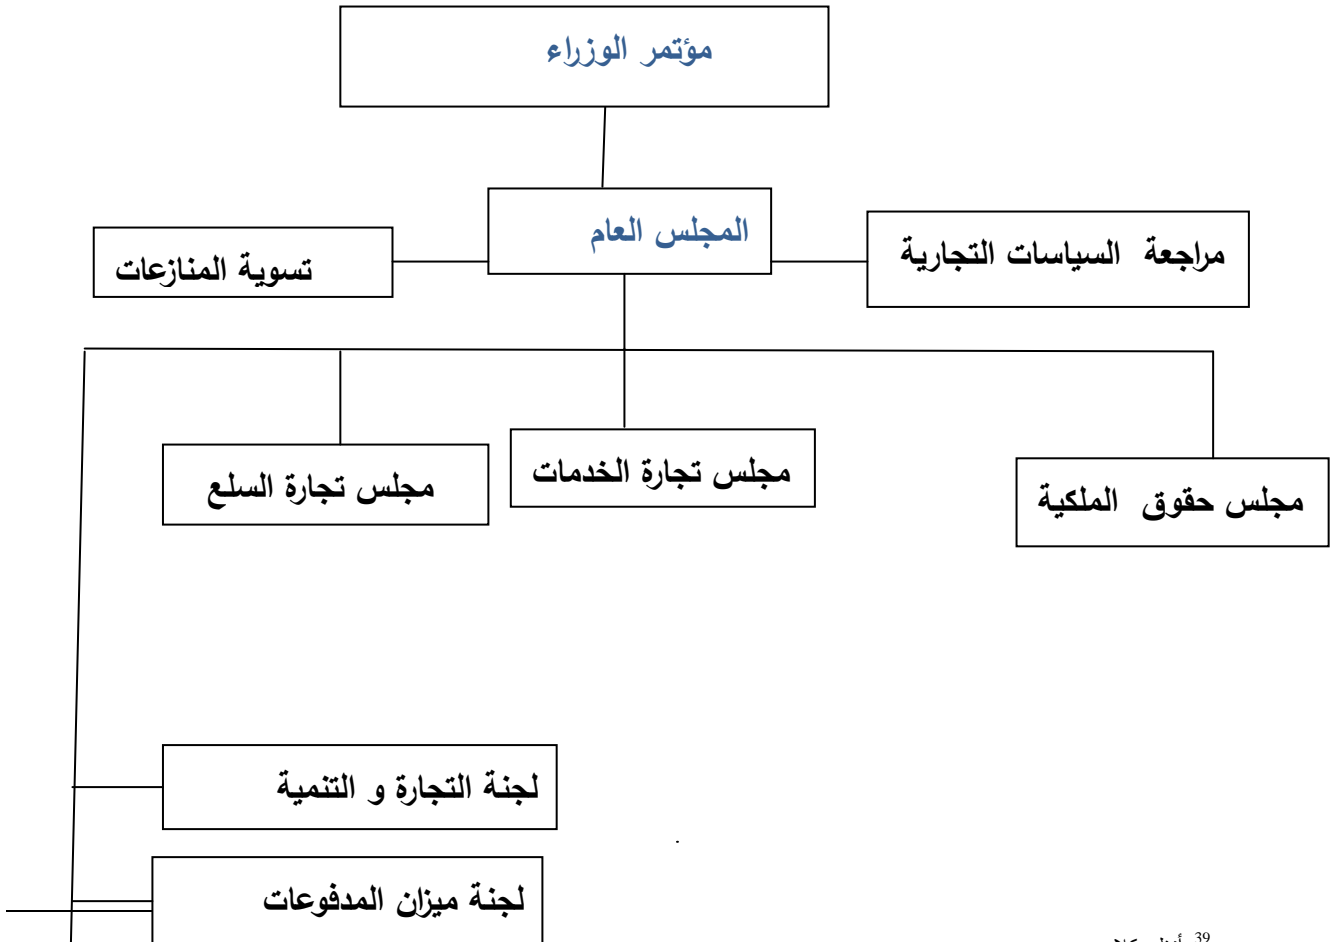 مؤتمر الوزراء
المجلس العام
مراجعة السياسات التجارية
تسوية المنازعات
مجلس حقوق الملكية
مجلس تجارة الخدمات
مجلس تجارة السلع
لجنة التجارة و التنمية
لجنة ميزان المدفوعات
39